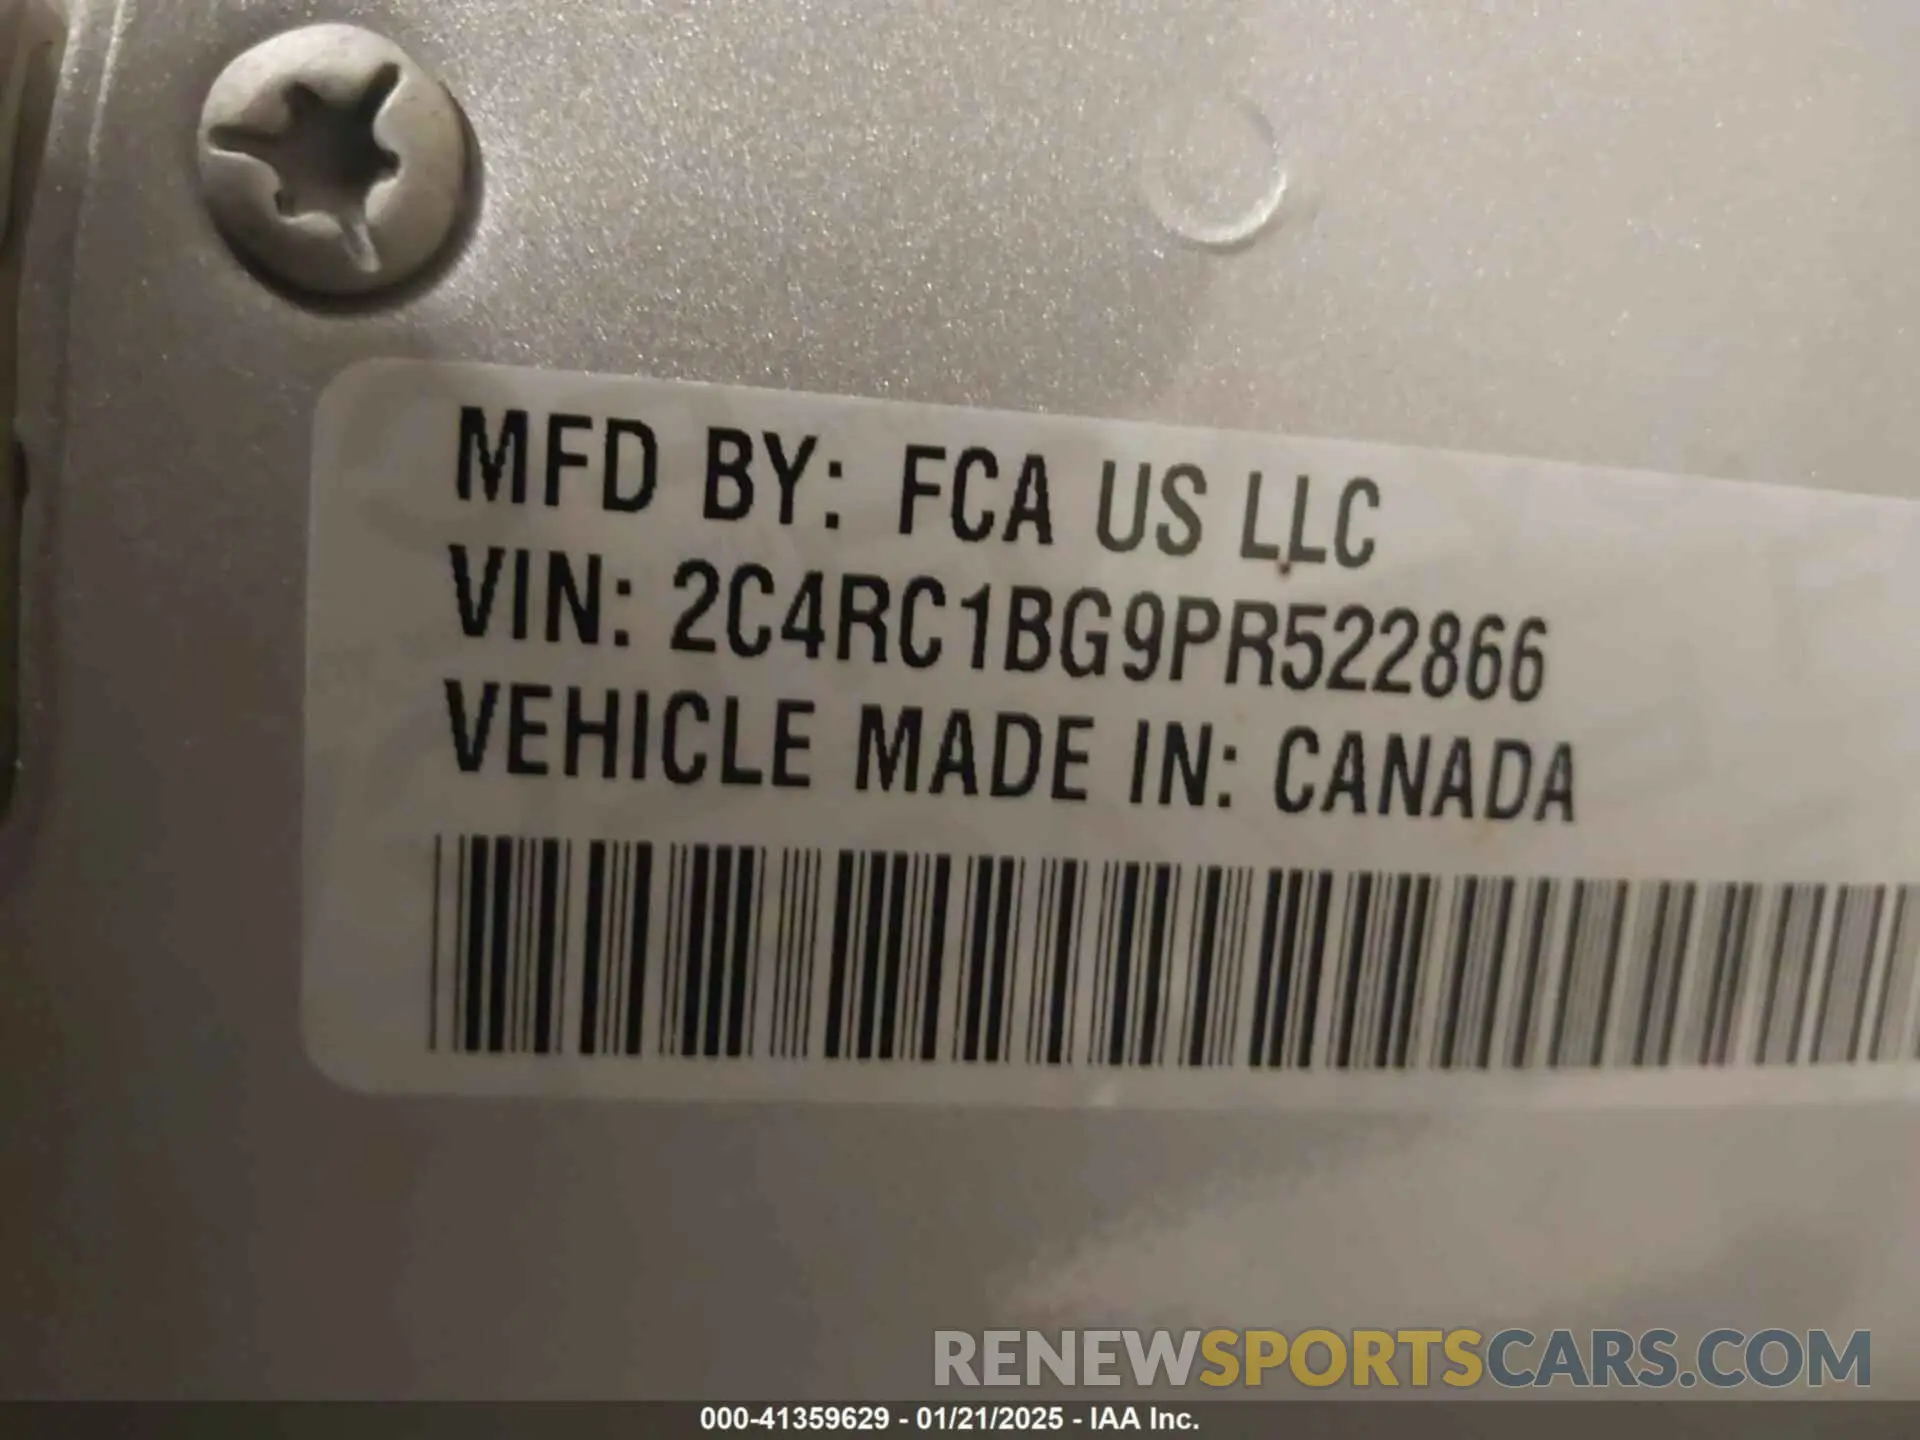 MFD BY: FCA US LLC
VIN: 2C4RC1BG9PR522866
VEHICLE MADE IN: CANADA
RENEWSPORTSCARS.COM
000-41359629 - 01/21/2025 - IAA Inc.